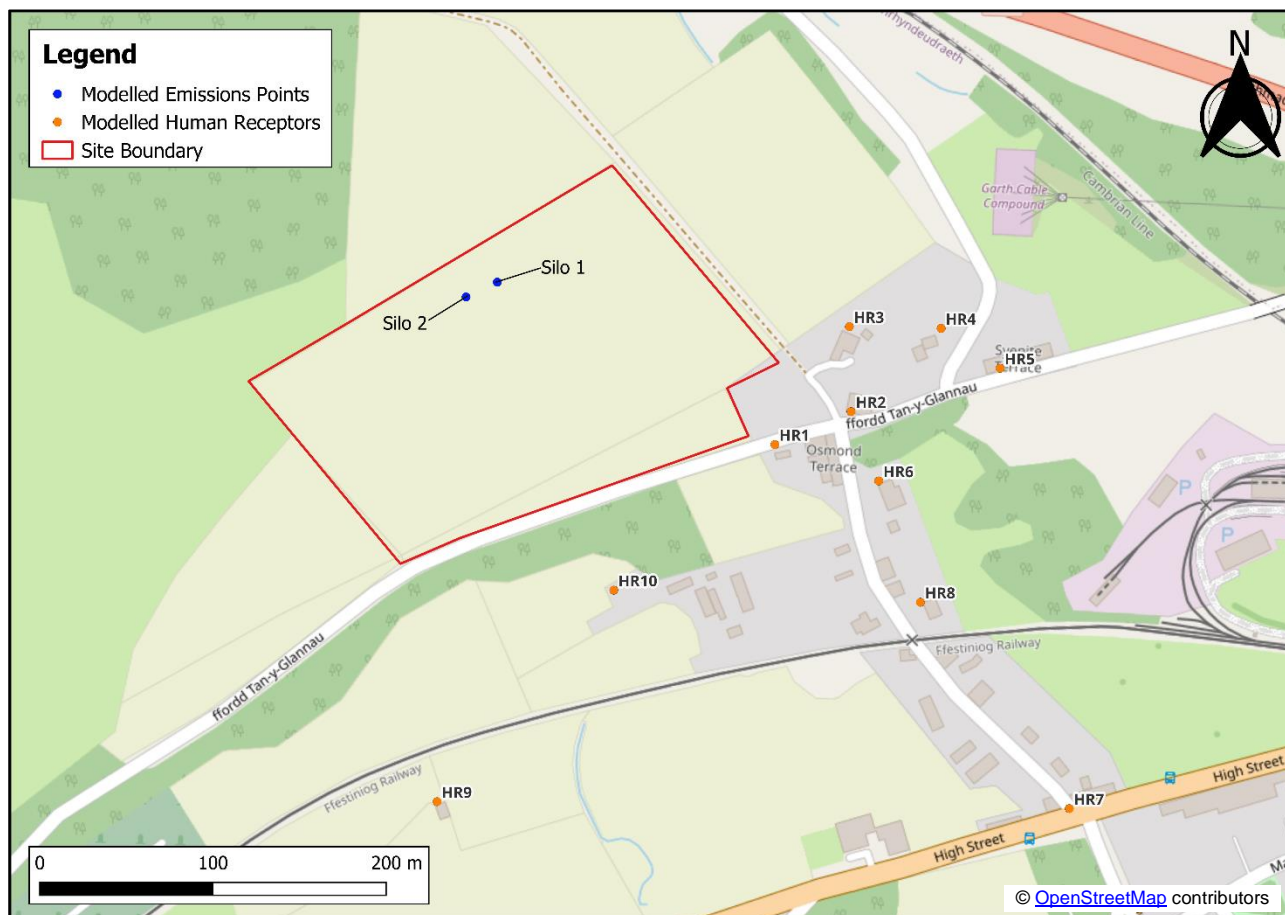 Legend
Modelled Emissions Points
Modelled Human Receptors
Site Boundary
N
Garth Cable
Compound
Cambrian Line
Silo 1
Silo 2
HR3
HR4
HR5
Terrace
HR2
ffordd Tan-y-Glannau
HR1
Osmond
Terrace
HR6
P
P
HR10
HR8
Ffestiniog Railway
ffordd Tan-y-Glannau
Ffestiniog Railway
HR9
High Street
HR7
High Street
0 100 200 m
© OpenStreetMap contributors